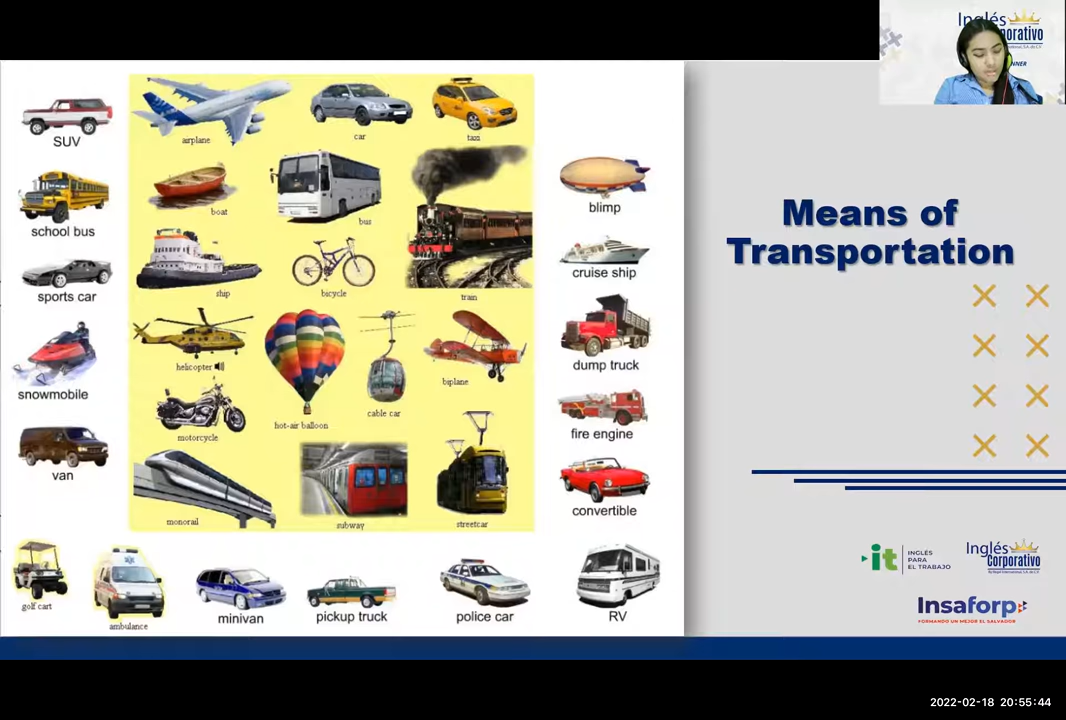 Inglés
Corporativo
SUV
school bus
sports car
snowmobile
van
airplane
car
taxi
boat
bus
ship
bicycle
train
helicopter
hot-air balloon
cable car
biplane
motorcycle
monorail
subway
streetcar
blimp
cruise ship
dump truck
fire engine
convertible
golf cart
ambulance
minivan
pickup truck
police car
RV
Means of
Transportation
it
INGLÉS
PARA
EL TRABAJO
Inglés
Corporativo
Insaforp
FORMANDO UN MEJOR EL SALVADOR
2022-02-18 20:55:44